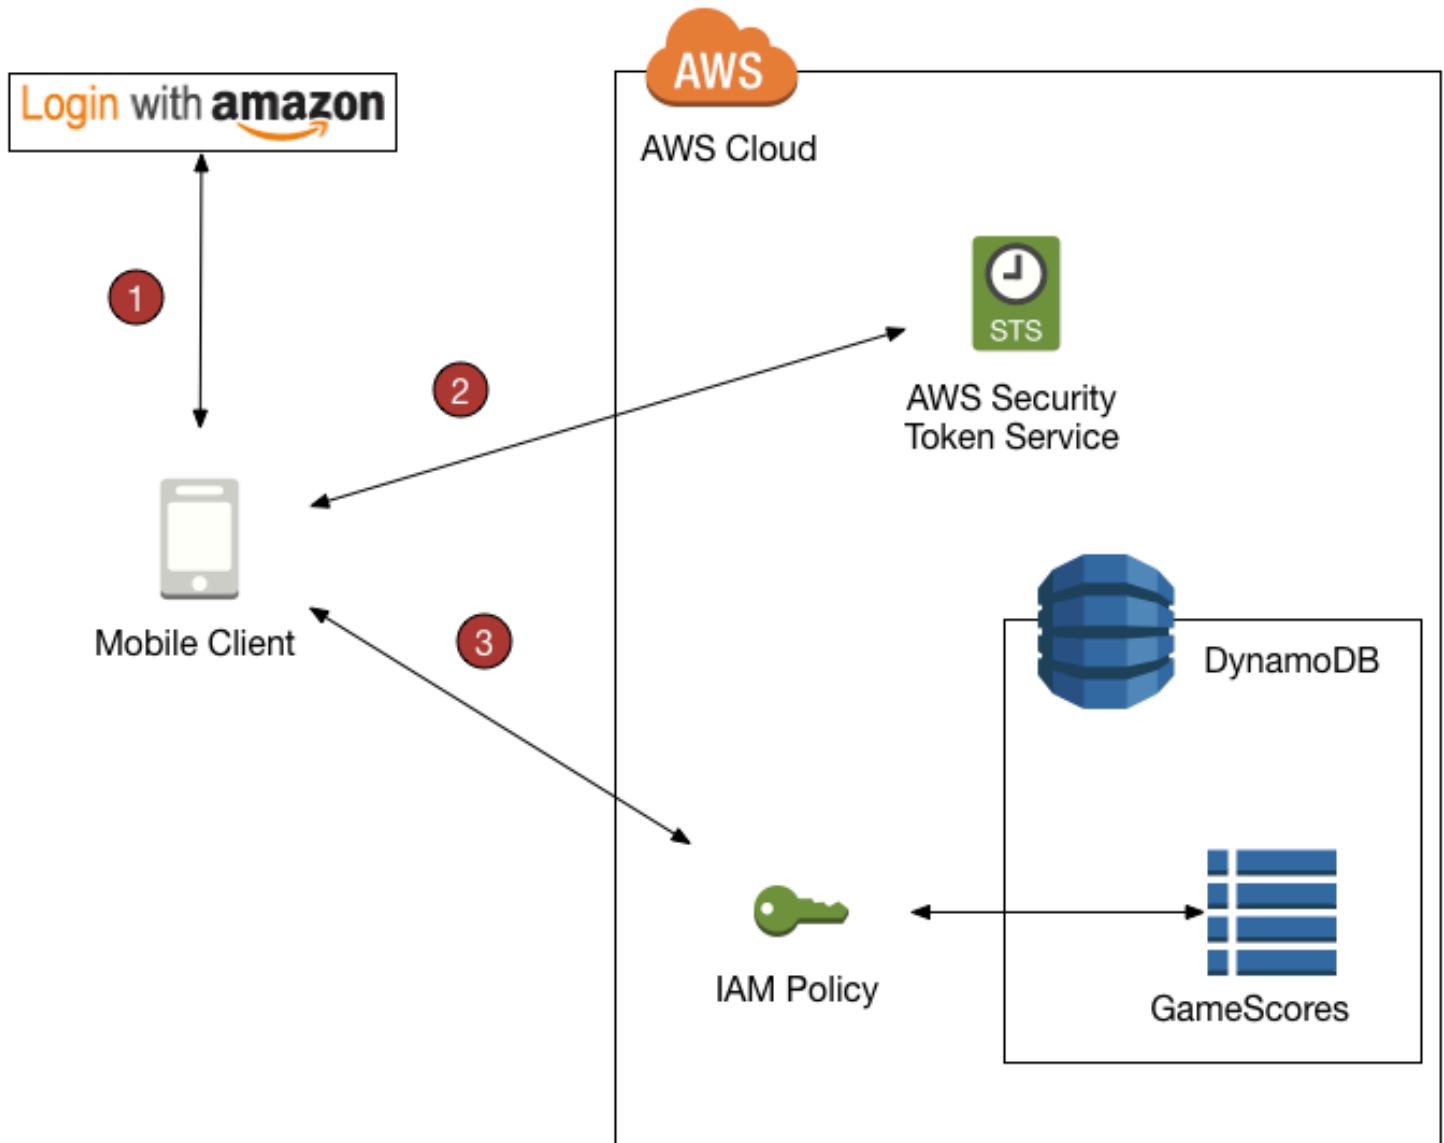 Login with amazon
AWS
AWS Cloud
1
STS
2
AWS Security
Token Service
Mobile Client
3
DynamoDB
IAM Policy
GameScores